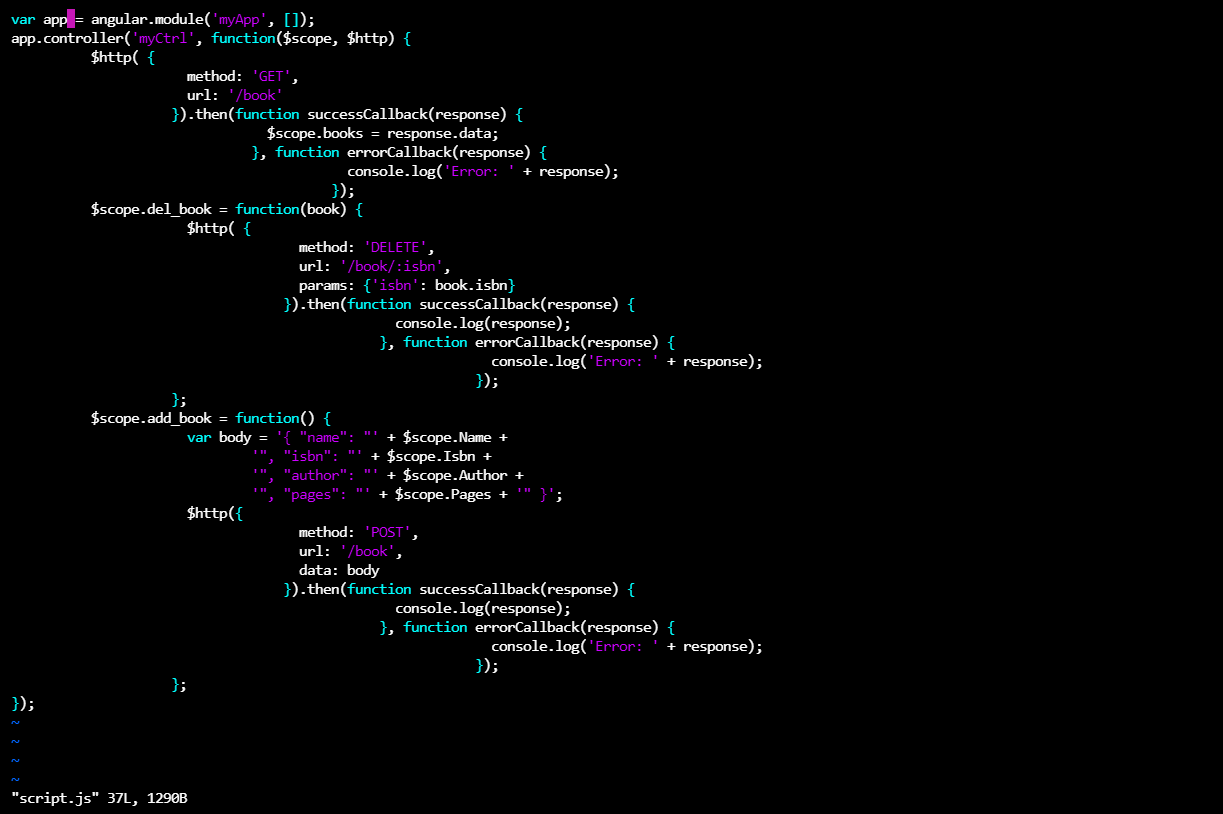 var app = angular.module('myApp', []);
app.controller('myCtrl', function($scope, $http) {
          $http( {
                      method: 'GET',
                      url: '/book'
                    }).then(function successCallback(response) {
                                $scope.books = response.data;
                              }, function errorCallback(response) {
                                          console.log('Error: ' + response);
                                        });
          $scope.del_book = function(book) {
                      $http( {
                                    method: 'DELETE',
                                    url: '/book/:isbn',
                                    params: {'isbn': book.isbn}
                                  }).then(function successCallback(response) {
                                                console.log(response);
                                              }, function errorCallback(response) {
                                                            console.log('Error: ' + response);
                                                          });
                    };
          $scope.add_book = function() {
                      var body = '{ "name": "' + $scope.Name +
                              '", "isbn": "' + $scope.Isbn +
                              '", "author": "' + $scope.Author +
                              '", "pages": "' + $scope.Pages + '" }';
                      $http({
                                    method: 'POST',
                                    url: '/book',
                                    data: body
                                  }).then(function successCallback(response) {
                                                console.log(response);
                                              }, function errorCallback(response) {
                                                            console.log('Error: ' + response);
                                                          });
                    };
});
~
~
~
~
"script.js" 37L, 1290B